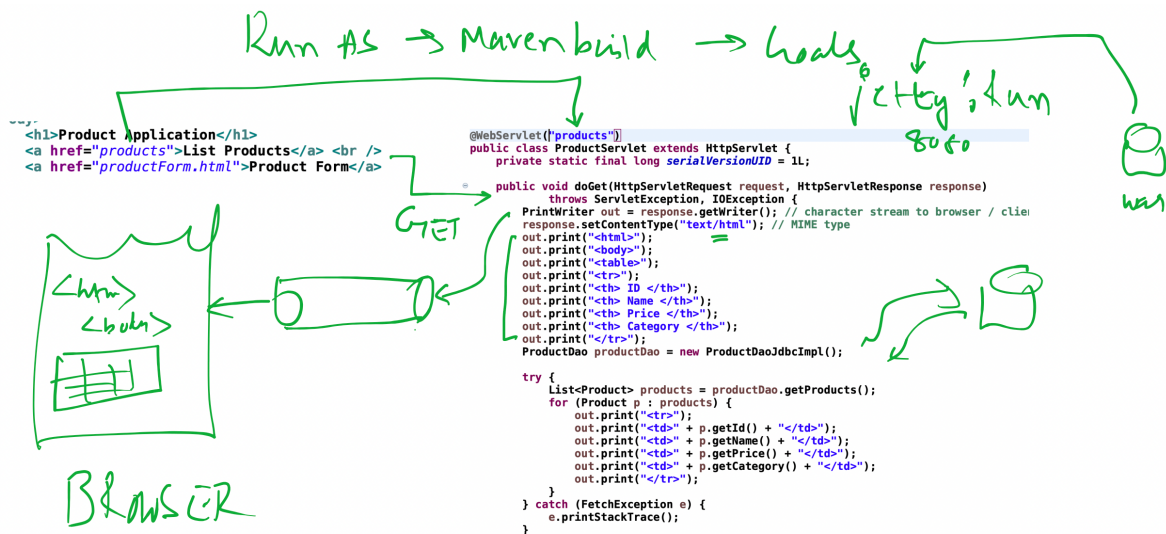 Run As → Maven build → Goals: jetty:run
8080
war
<h1>Product Application</h1>
<a href="products">List Products</a> <br />
<a href="productForm.html">Product Form</a>
GET
@WebServlet("products")
public class ProductServlet extends HttpServlet {
private static final long serialVersionUID = 1L;
public void doGet(HttpServletRequest request, HttpServletResponse response)
throws ServletException, IOException {
PrintWriter out = response.getWriter(); // character stream to browser / clien
response.setContentType("text/html"); // MIME type
out.print("<html>");
out.print("<body>");
out.print("<table>");
out.print("<tr>");
out.print("<th> ID </th>");
out.print("<th> Name </th>");
out.print("<th> Price </th>");
out.print("<th> Category </th>");
out.print("</tr>");
ProductDao productDao = new ProductDaoJdbcImpl();
try {
List<Product> products = productDao.getProducts();
for (Product p : products) {
out.print("<tr>");
out.print("<td>" + p.getId() + "</td>");
out.print("<td>" + p.getName() + "</td>");
out.print("<td>" + p.getPrice() + "</td>");
out.print("<td>" + p.getCategory() + "</td>");
out.print("</tr>");
}
} catch (FetchException e) {
e.printStackTrace();
}
<htm>
<body>
BROWSER